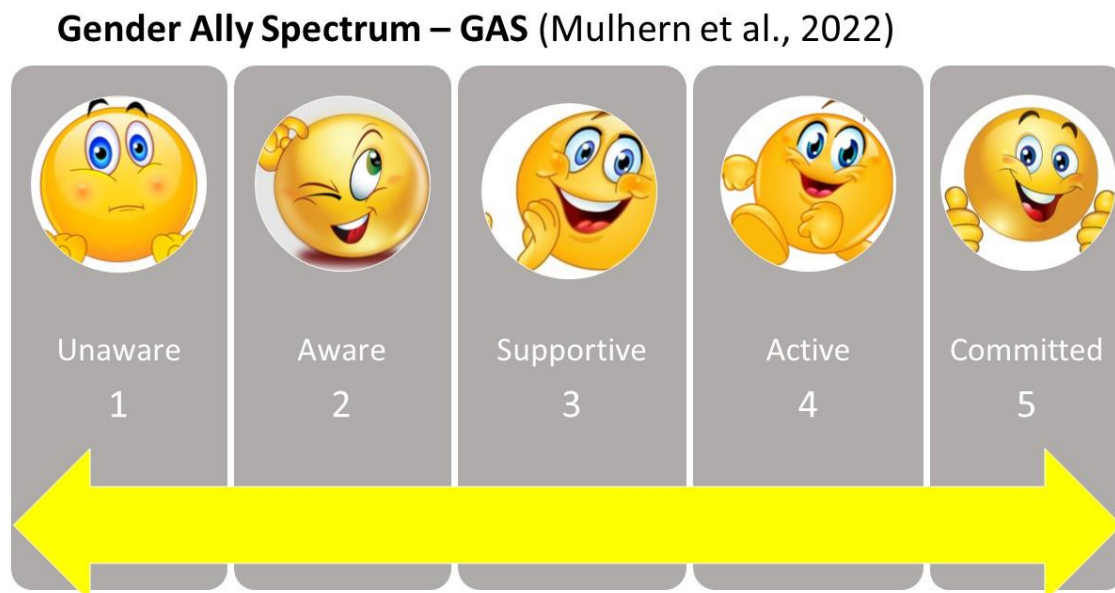 Gender Ally Spectrum – GAS (Mulhern et al., 2022)
Unaware
1
Aware
2
Supportive
3
Active
4
Committed
5